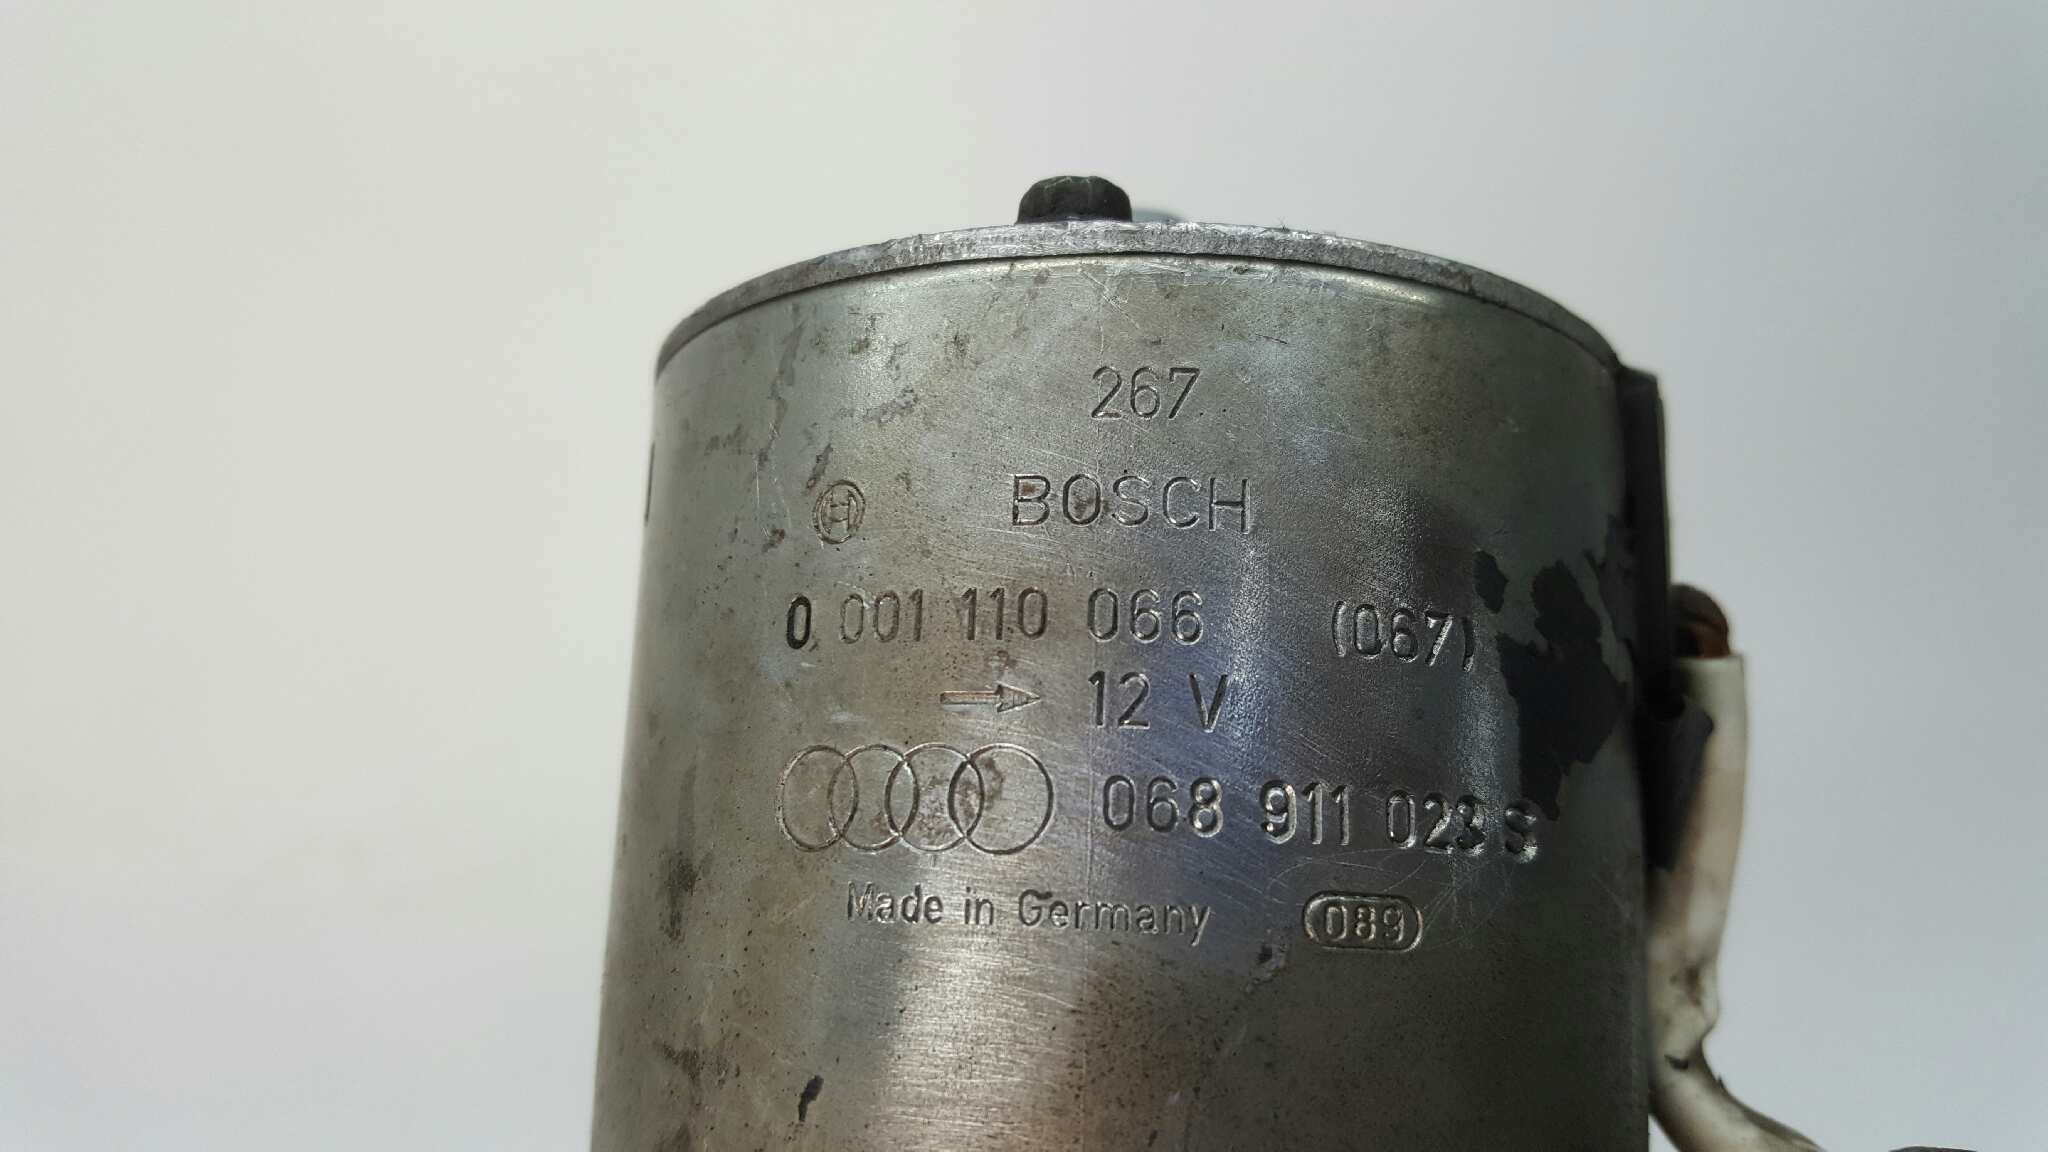 267
H BOSCH
0 001 110 066 (067)
→ 12 V
068 911 023 S
Made in Germany 089